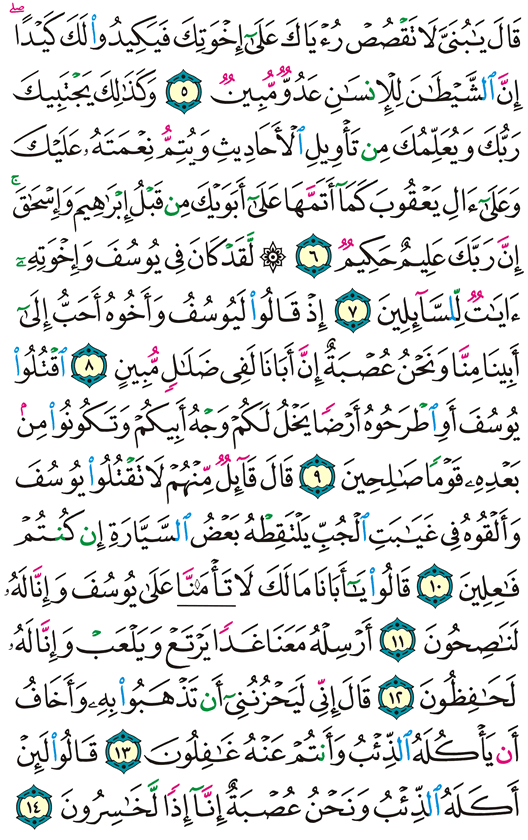 قَالَ يَـٰبُنَىَّ لَا تَقْصُصْ رُءْيَاكَ عَلَىٰٓ إِخْوَتِكَ فَيَكِيدُوا۟ لَكَ كَيْدًا ۖ
إِنَّ ٱلشَّيْطَـٰنَ لِلْإِنسَـٰنِ عَدُوٌّ مُّبِينٌ ٥ وَكَذَٰلِكَ يَجْتَبِيكَ
رَبُّكَ وَيُعَلِّمُكَ مِن تَأْوِيلِ ٱلْأَحَادِيثِ وَيُتِمُّ نِعْمَتَهُۥ عَلَيْكَ
وَعَلَىٰٓ ءَالِ يَعْقُوبَ كَمَآ أَتَمَّهَا عَلَىٰٓ أَبَوَيْكَ مِن قَبْلُ إِبْرَٰهِيمَ وَإِسْحَـٰقَ ۚ
إِنَّ رَبَّكَ عَلِيمٌ حَكِيمٌ ٦ ۞ لَّقَدْ كَانَ فِى يُوسُفَ وَإِخْوَتِهِۦٓ
ءَايَـٰتٌ لِّلسَّآئِلِينَ ٧ إِذْ قَالُوا۟ لَيُوسُفُ وَأَخُوهُ أَحَبُّ إِلَىٰٓ
أَبِينَا مِنَّا وَنَحْنُ عُصْبَةٌ إِنَّ أَبَانَا لَفِى ضَلَـٰلٍ مُّبِينٍ ٨ ٱقْتُلُوا۟
يُوسُفَ أَوِ ٱطْرَحُوهُ أَرْضًا يَخْلُ لَكُمْ وَجْهُ أَبِيكُمْ وَتَكُونُوا۟ مِنۢ
بَعْدِهِۦ قَوْمًا صَـٰلِحِينَ ٩ قَالَ قَآئِلٌ مِّنْهُمْ لَا تَقْتُلُوا۟ يُوسُفَ
وَأَلْقُوهُ فِى غَيَـٰبَتِ ٱلْجُبِّ يَلْتَقِطْهُ بَعْضُ ٱلسَّيَّارَةِ إِن كُنتُمْ
فَـٰعِلِينَ ١٠ قَالُوا۟ يَـٰٓأَبَانَا مَا لَكَ لَا تَأْمَ۫نَّا عَلَىٰ يُوسُفَ وَإِنَّا لَهُۥ
لَنَـٰصِحُونَ ١١ أَرْسِلْهُ مَعَنَا غَدًا يَرْتَعْ وَيَلْعَبْ وَإِنَّا لَهُۥ
لَحَـٰفِظُونَ ١٢ قَالَ إِنِّى لَيَحْزُنُنِىٓ أَن تَذْهَبُوا۟ بِهِۦ وَأَخَافُ
أَن يَأْكُلَهُ ٱلذِّئْبُ وَأَنتُمْ عَنْهُ غَـٰفِلُونَ ١٣ قَالُوا۟ لَئِنْ
أَكَلَهُ ٱلذِّئْبُ وَنَحْنُ عُصْبَةٌ إِنَّآ إِذًا لَّخَـٰسِرُونَ ١٤